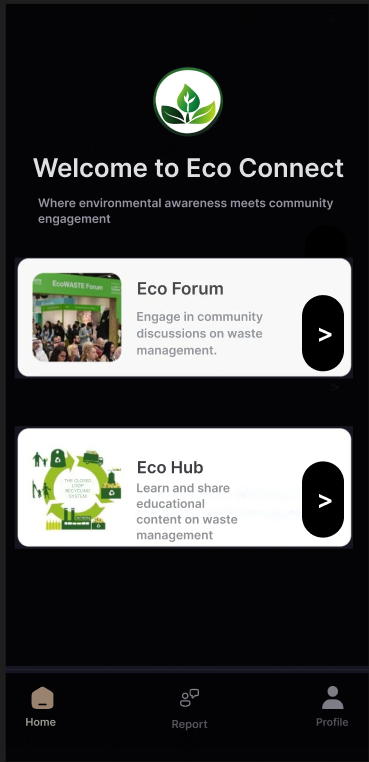 Welcome to Eco Connect
Where environmental awareness meets community
engagement
EcoWASTE Forum
Eco Forum
Engage in community
discussions on waste
management.
>
THE CLOSED
LOOP
RECYCLING
SYSTEM
Eco Hub
Learn and share
educational
content on waste
management
>
Home
Report
Profile